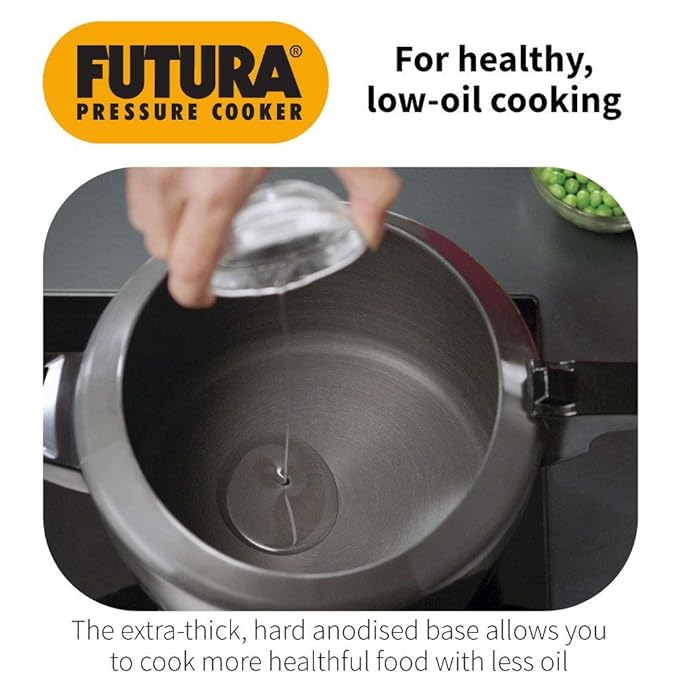 FUTURA®
PRESSURE COOKER
For healthy,
low-oil cooking
The extra-thick, hard anodised base allows you
to cook more healthful food with less oil